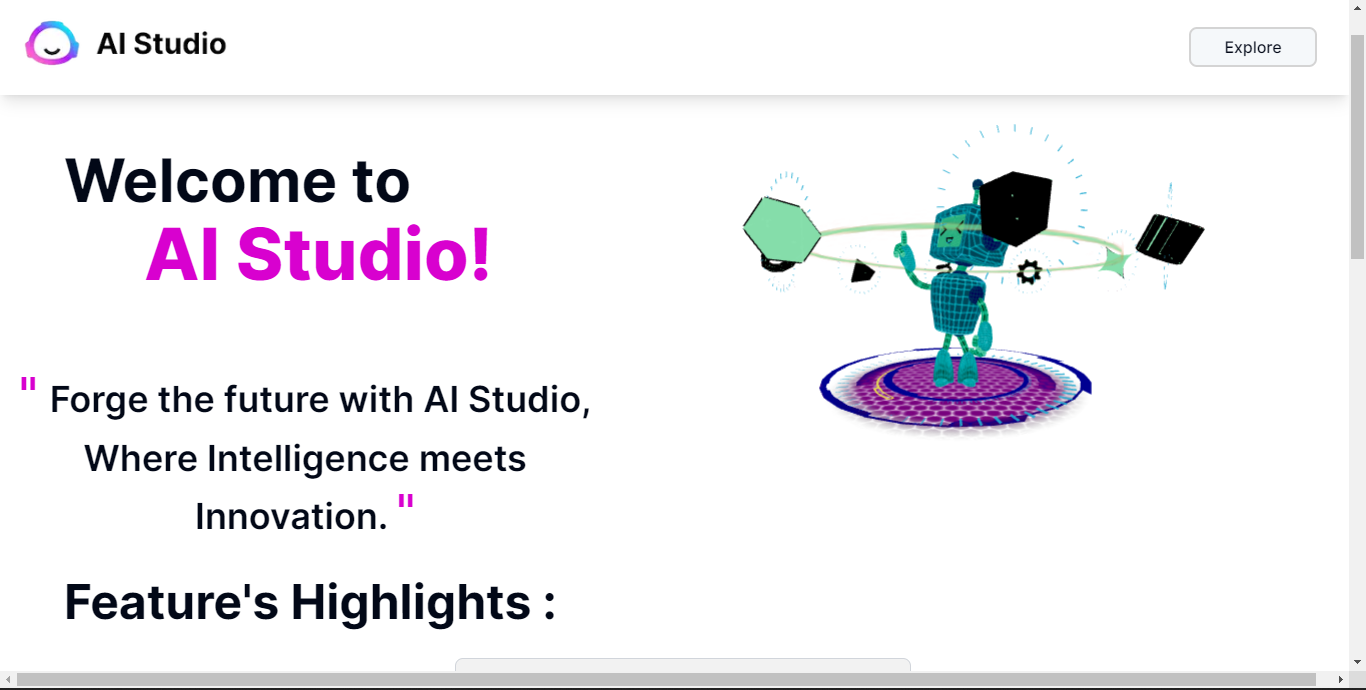 AI Studio
Explore
Welcome to
AI Studio!
" Forge the future with AI Studio,
Where Intelligence meets
Innovation. "
Feature's Highlights :